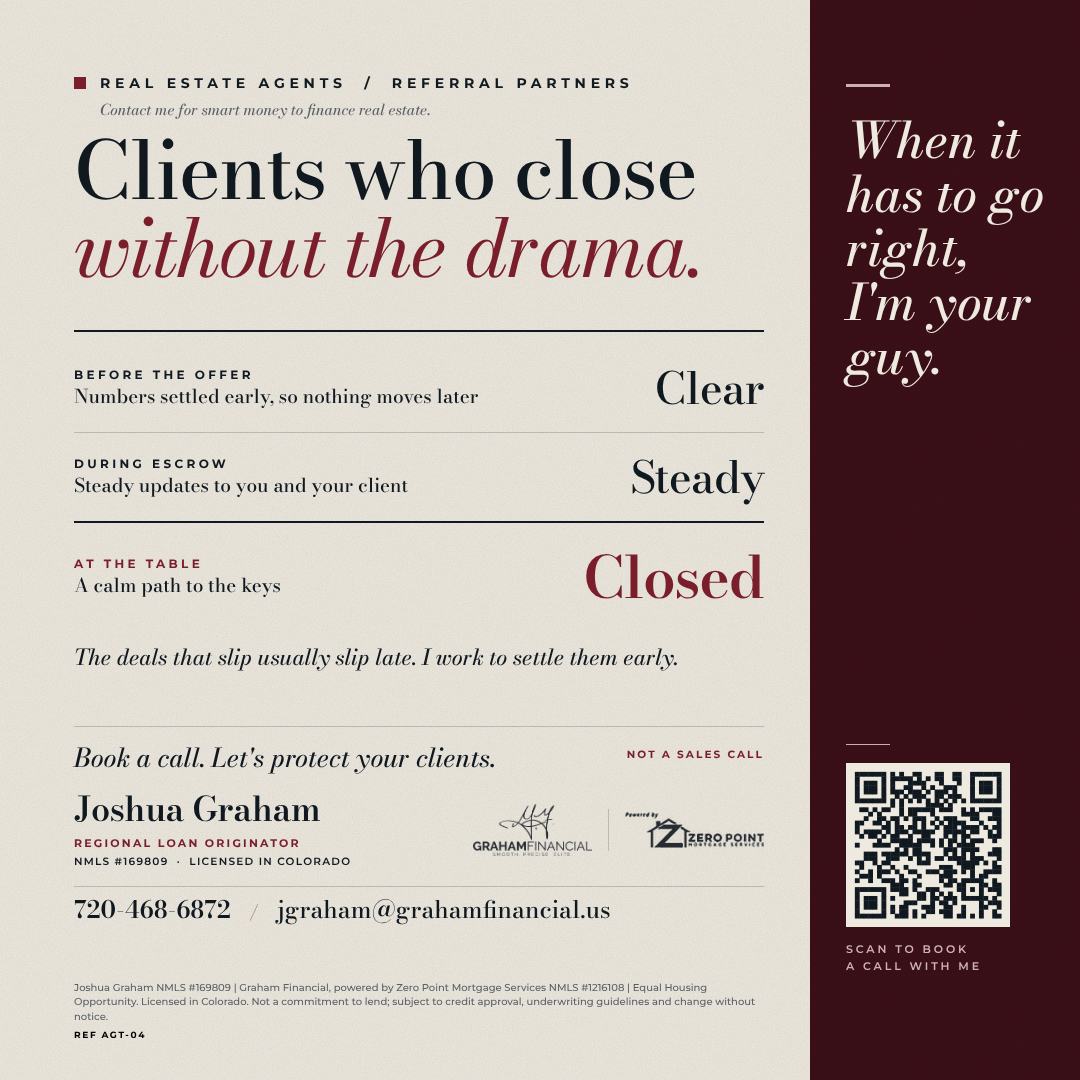 REAL ESTATE AGENTS / REFERRAL PARTNERS
Contact me for smart money to finance real estate.
Clients who close
without the drama.
BEFORE THE OFFER
Numbers settled early, so nothing moves later
Clear
DURING ESCROW
Steady updates to you and your client
Steady
AT THE TABLE
A calm path to the keys
Closed
The deals that slip usually slip late. I work to settle them early.
Book a call. Let's protect your clients.
NOT A SALES CALL
Joshua Graham
REGIONAL LOAN ORIGINATOR
NMLS #169809 · LICENSED IN COLORADO
GRAHAMFINANCIAL
SMOOTH. PRECISE. ELITE.
Powered by
ZERO POINT
MORTGAGE SERVICES
720-468-6872 / jgraham@grahamfinancial.us
Joshua Graham NMLS #169809 | Graham Financial, powered by Zero Point Mortgage Services NMLS #1216108 | Equal Housing
Opportunity. Licensed in Colorado. Not a commitment to lend; subject to credit approval, underwriting guidelines and change without
notice.
REF AGT-04
When it
has to go
right,
I'm your
guy.
SCAN TO BOOK
A CALL WITH ME